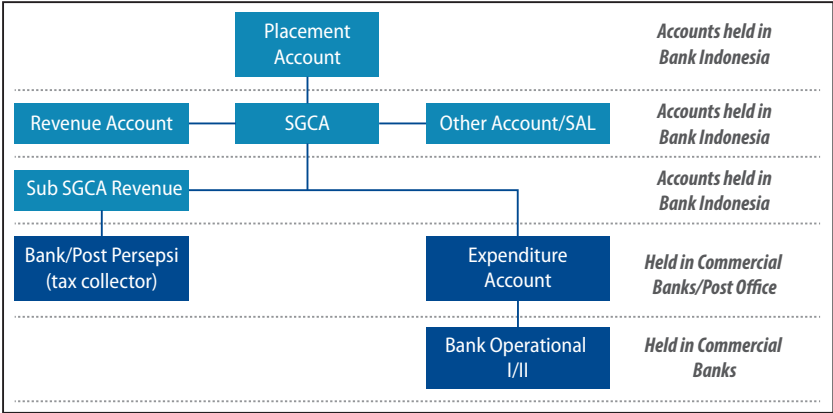 Placement
Account
Accounts held in
Bank Indonesia
Revenue Account
SGCA
Other Account/SAL
Accounts held in
Bank Indonesia
Sub SGCA Revenue
Accounts held in
Bank Indonesia
Bank/Post Persepsi
(tax collector)
Expenditure
Account
Held in Commercial
Banks/Post Office
Bank Operational
I/II
Held in Commercial
Banks